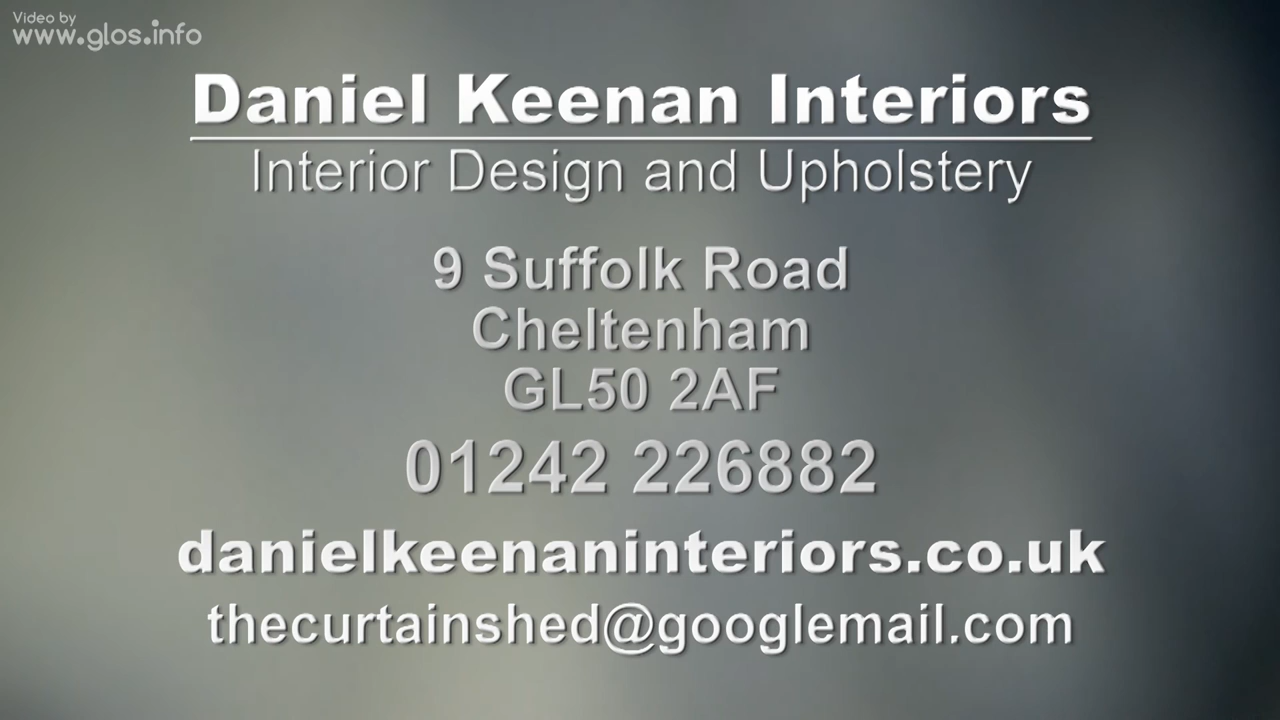 Video by
www.glos.info
Daniel Keenan Interiors
Interior Design and Upholstery
9 Suffolk Road
Cheltenham
GL50 2AF
01242 226882
danielkeenaninteriors.co.uk
thecurtainshed@googlemail.com